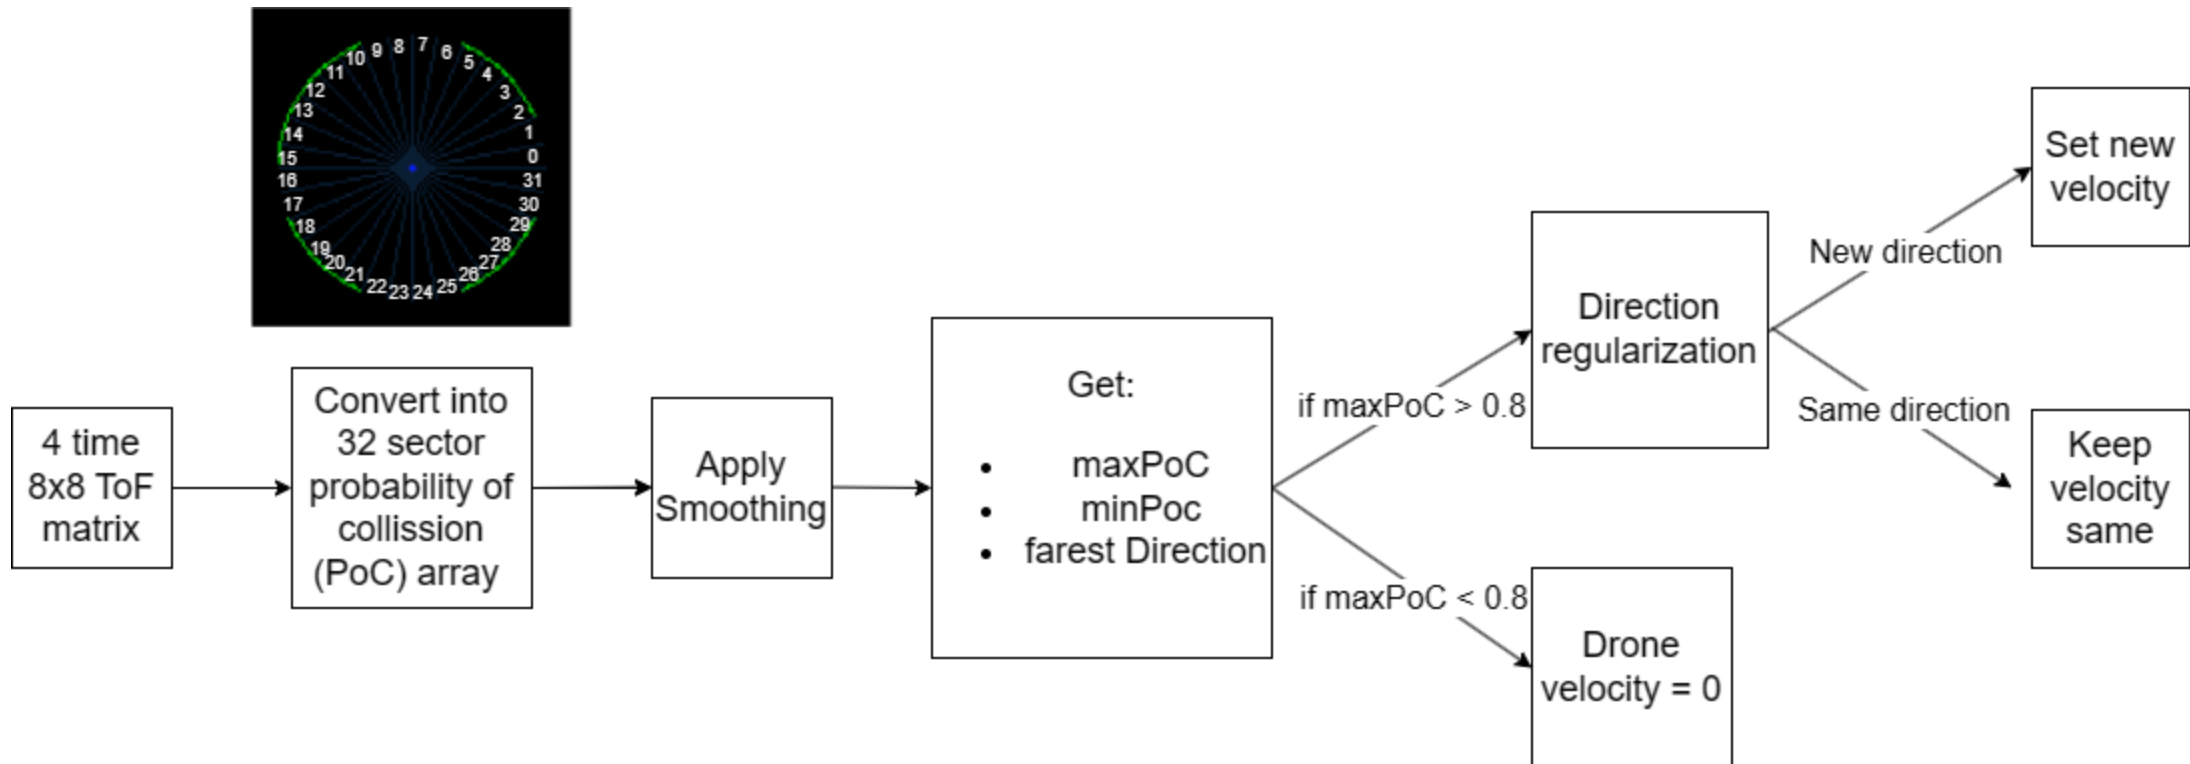 10 9 8 7 6 5 4 3 2 1 0 31 30 29 28 27 26 25 24 23 22 21 20 19 18 17 16 15 14 13 12 11
4 time
8x8 ToF
matrix
Convert into
32 sector
probability of
collission
(PoC) array
Apply
Smoothing
Get:
• maxPoC
• minPoc
• farest Direction
if maxPoC > 0.8
if maxPoC < 0.8
Direction
regularization
Drone
velocity = 0
New direction
Same direction
Set new
velocity
Keep
velocity
same